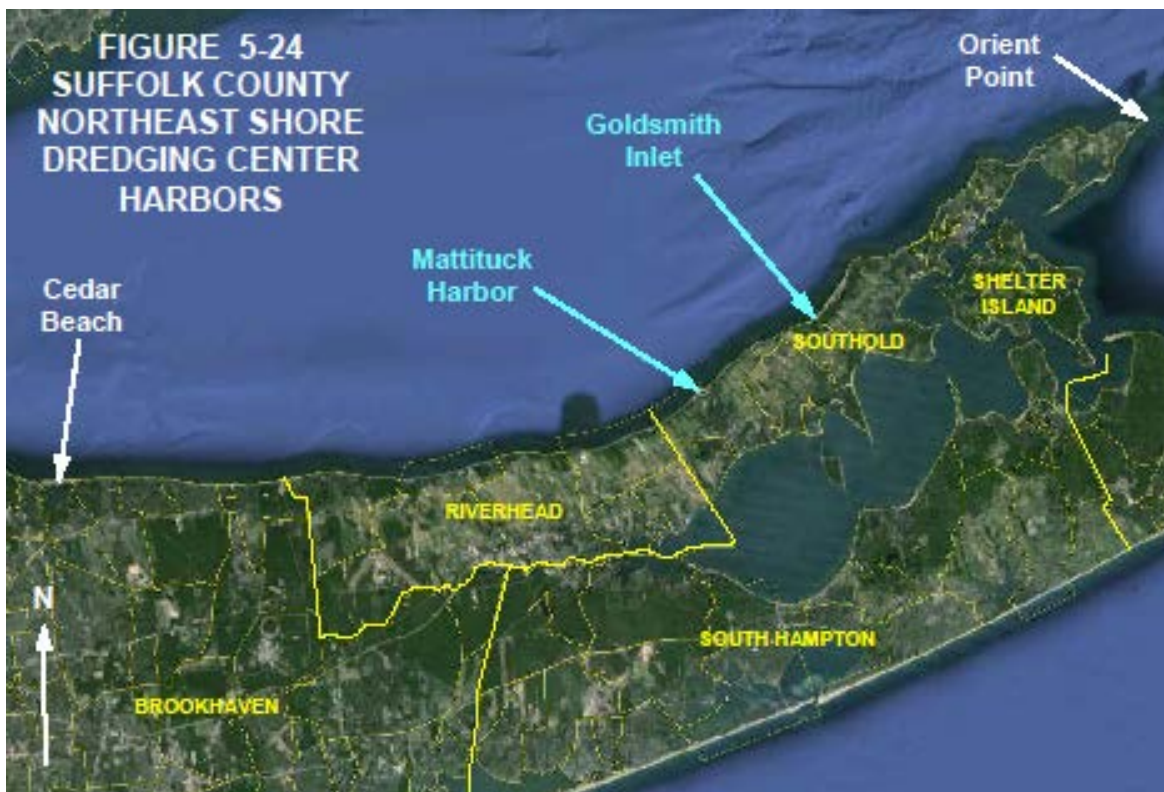 FIGURE 5-24
SUFFOLK COUNTY
NORTHEAST SHORE
DREDGING CENTER
HARBORS
Orient
Point
Goldsmith
Inlet
Mattituck
Harbor
Cedar
Beach
SHELTER
ISLAND
SOUTHOLD
RIVERHEAD
N
SOUTH HAMPTON
BROOKHAVEN